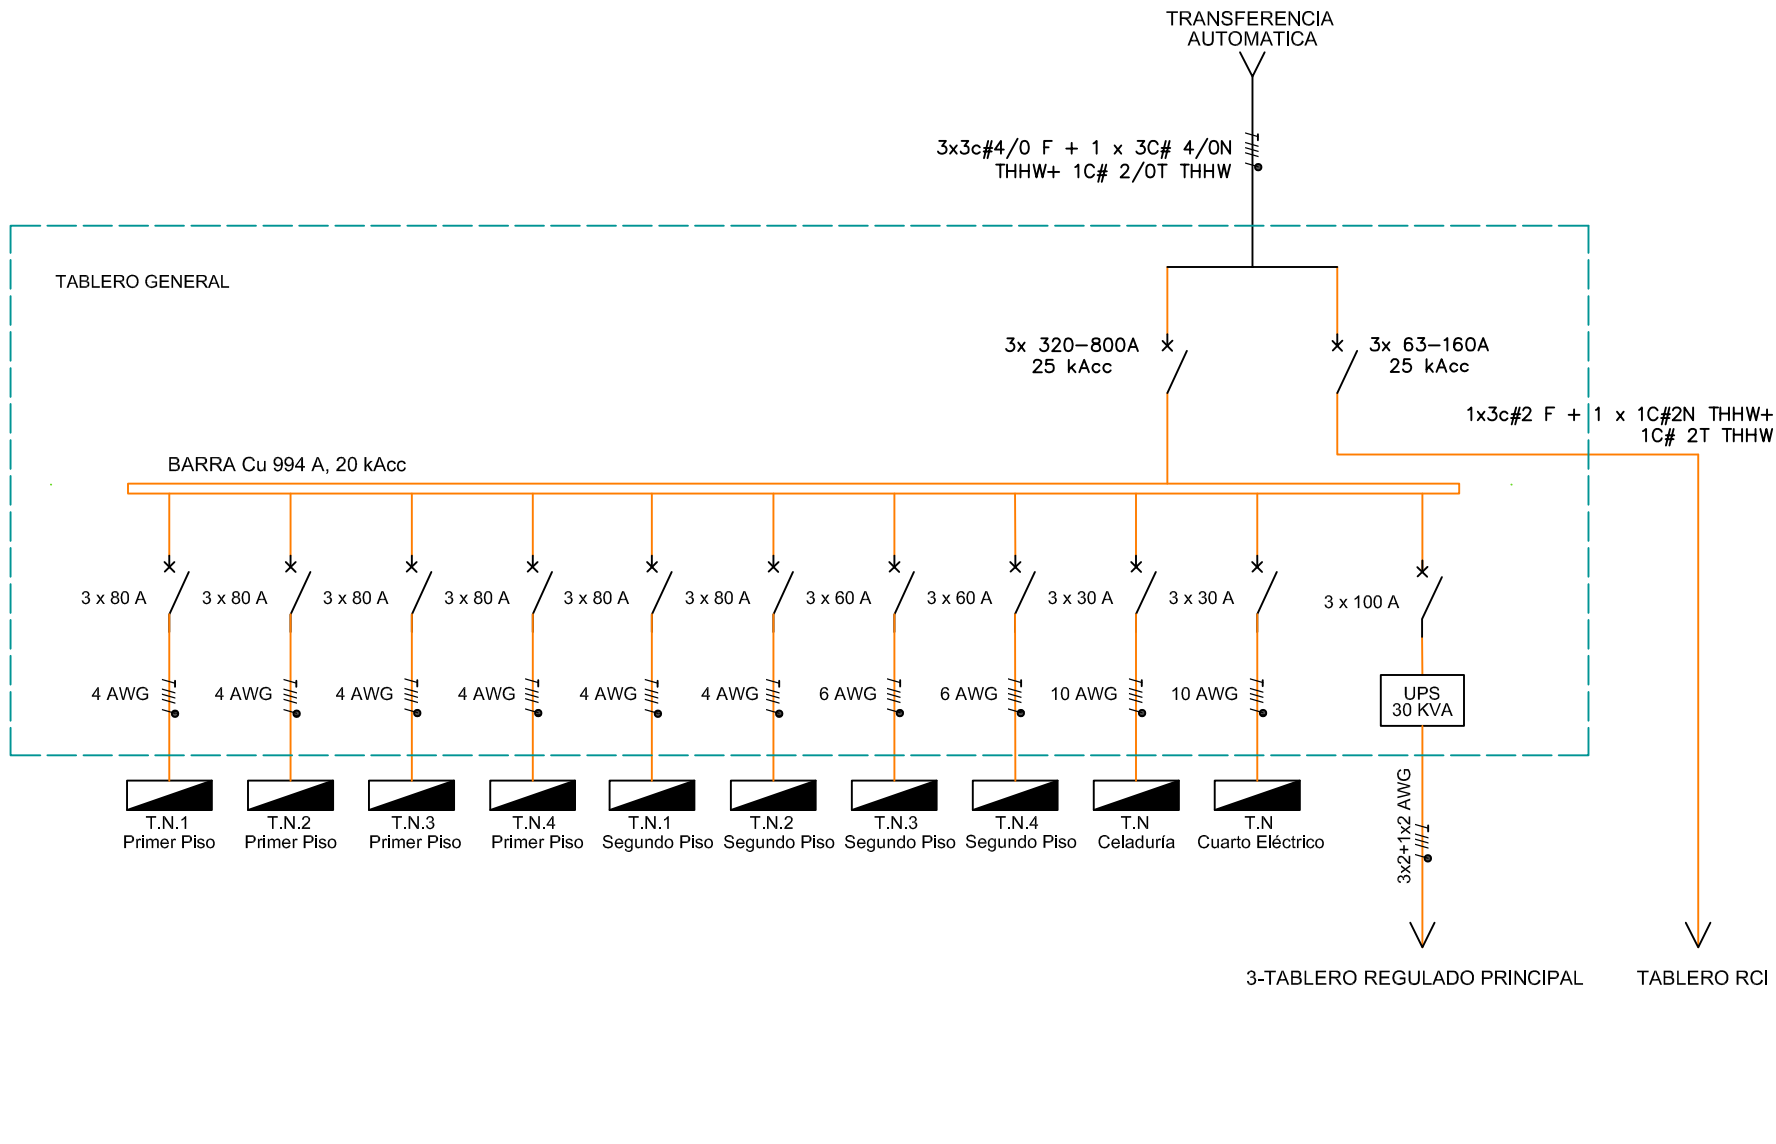 TRANSFERENCIA
AUTOMATICA
3x3c#4/0 F + 1 x 3C# 4/0N
THHW+ 1C# 2/0T THHW
TABLERO GENERAL
3x 320-800A
25 kAcc
3x 63-160A
25 kAcc
1x3c#2 F + 1 x 1C#2N THHW+
1C# 2T THHW
BARRA Cu 994 A, 20 kAcc
3 x 80 A
3 x 80 A
3 x 80 A
3 x 80 A
3 x 80 A
3 x 80 A
3 x 60 A
3 x 60 A
3 x 30 A
3 x 30 A
3 x 100 A
4 AWG
4 AWG
4 AWG
4 AWG
4 AWG
4 AWG
6 AWG
6 AWG
10 AWG
10 AWG
UPS
30 KVA
T.N.1
Primer Piso
T.N.2
Primer Piso
T.N.3
Primer Piso
T.N.4
Primer Piso
T.N.1
Segundo Piso
T.N.2
Segundo Piso
T.N.3
Segundo Piso
T.N.4
Segundo Piso
T.N
Celaduría
T.N
Cuarto Eléctrico
3x2+1x2 AWG
3-TABLERO REGULADO PRINCIPAL
TABLERO RCI